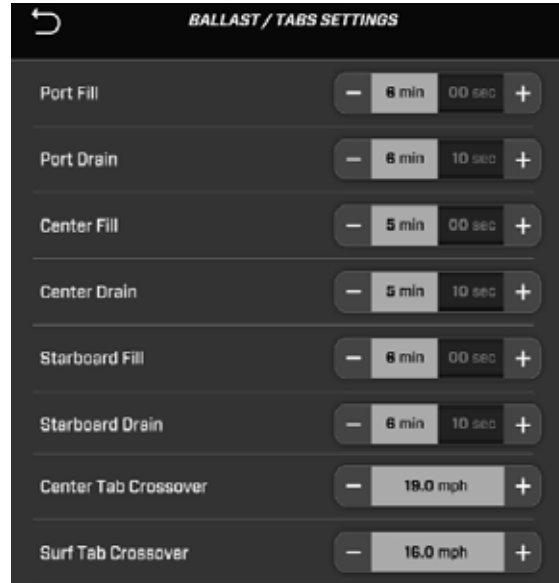 BALLAST / TABS SETTINGS
Port Fill — 6 min 00 sec +
Port Drain — 6 min 10 sec +
Center Fill — 5 min 00 sec +
Center Drain — 5 min 10 sec +
Starboard Fill — 6 min 00 sec +
Starboard Drain — 6 min 10 sec +
Center Tab Crossover — 19.0 mph +
Surf Tab Crossover — 16.0 mph +